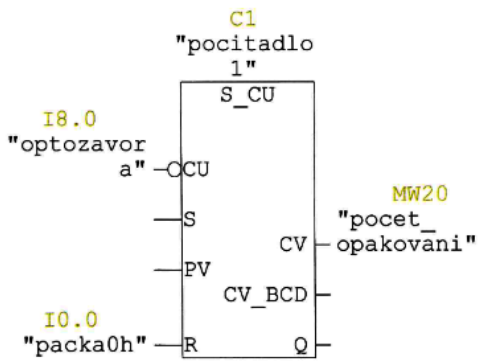 C1
"pocitadlo
1"
S_CU
I8.0
"optozavor
a"
CU
S
MW20
"pocet_
opakovani"
CV
PV
CV_BCD
I0.0
"packa0h"
R
Q